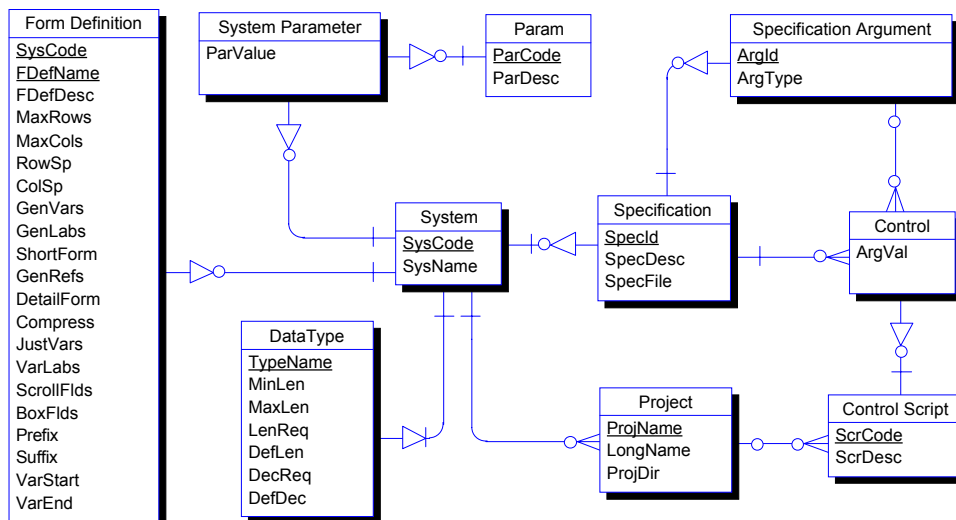 Form Definition
SysCode
FDefName
FDefDesc
MaxRows
MaxCols
RowSp
ColSp
GenVars
GenLabs
ShortForm
GenRefs
DetailForm
Compress
JustVars
VarLabs
ScrollFlds
BoxFlds
Prefix
Suffix
VarStart
VarEnd
System Parameter
ParValue
Param
ParCode
ParDesc
Specification Argument
ArgId
ArgType
System
SysCode
SysName
Specification
SpecId
SpecDesc
SpecFile
Control
ArgVal
DataType
TypeName
MinLen
MaxLen
LenReq
DefLen
DecReq
DefDec
Project
ProjName
LongName
ProjDir
Control Script
ScrCode
ScrDesc